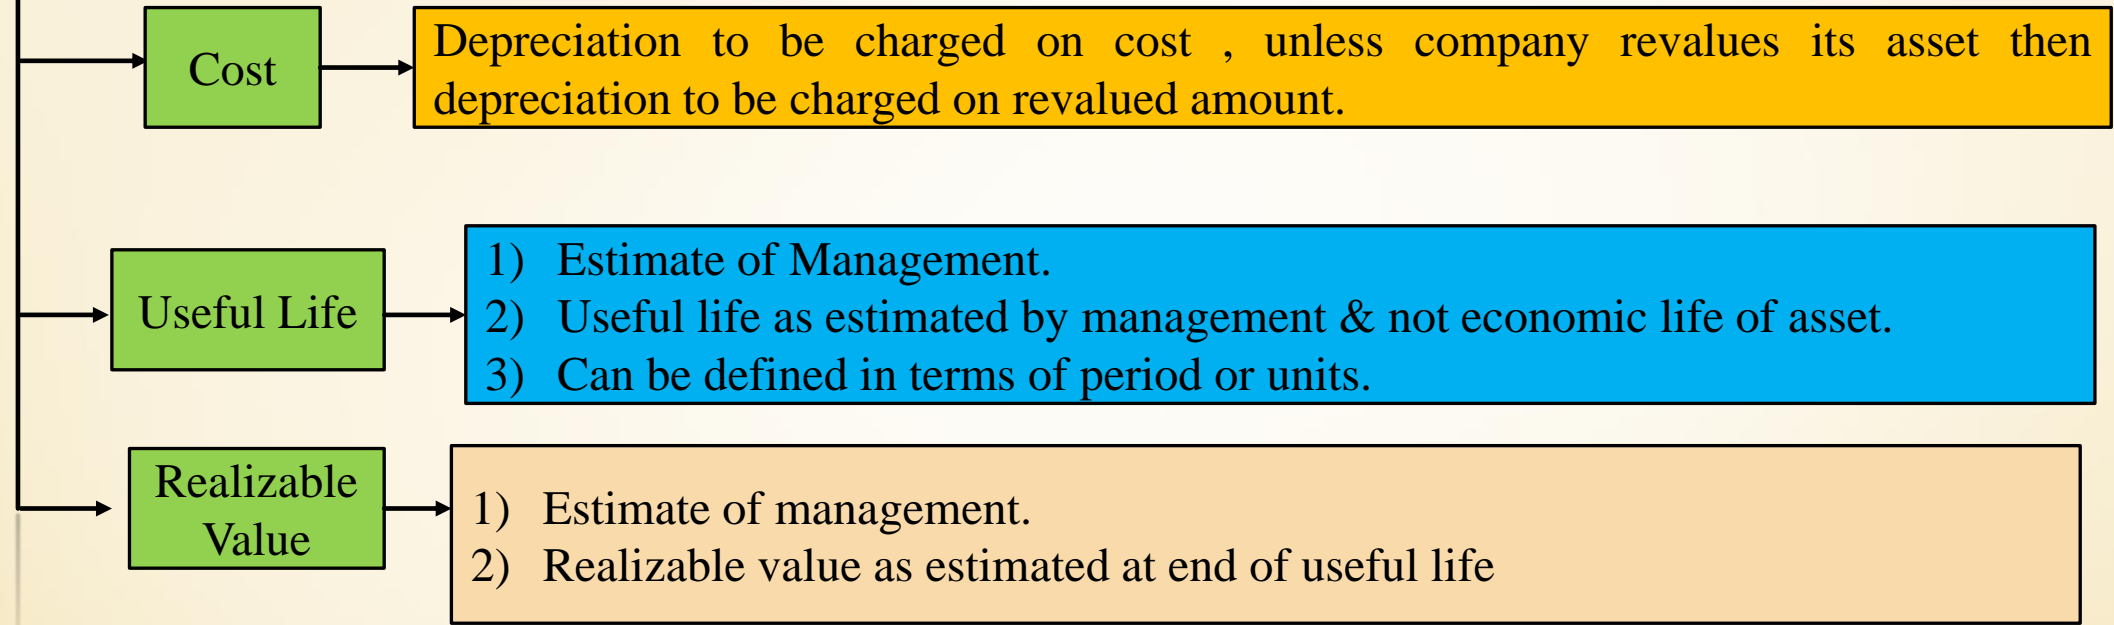 Cost
Depreciation to be charged on cost , unless company revalues its asset then
depreciation to be charged on revalued amount.
Useful Life
1) Estimate of Management.
2) Useful life as estimated by management & not economic life of asset.
3) Can be defined in terms of period or units.
Realizable
Value
1) Estimate of management.
2) Realizable value as estimated at end of useful life